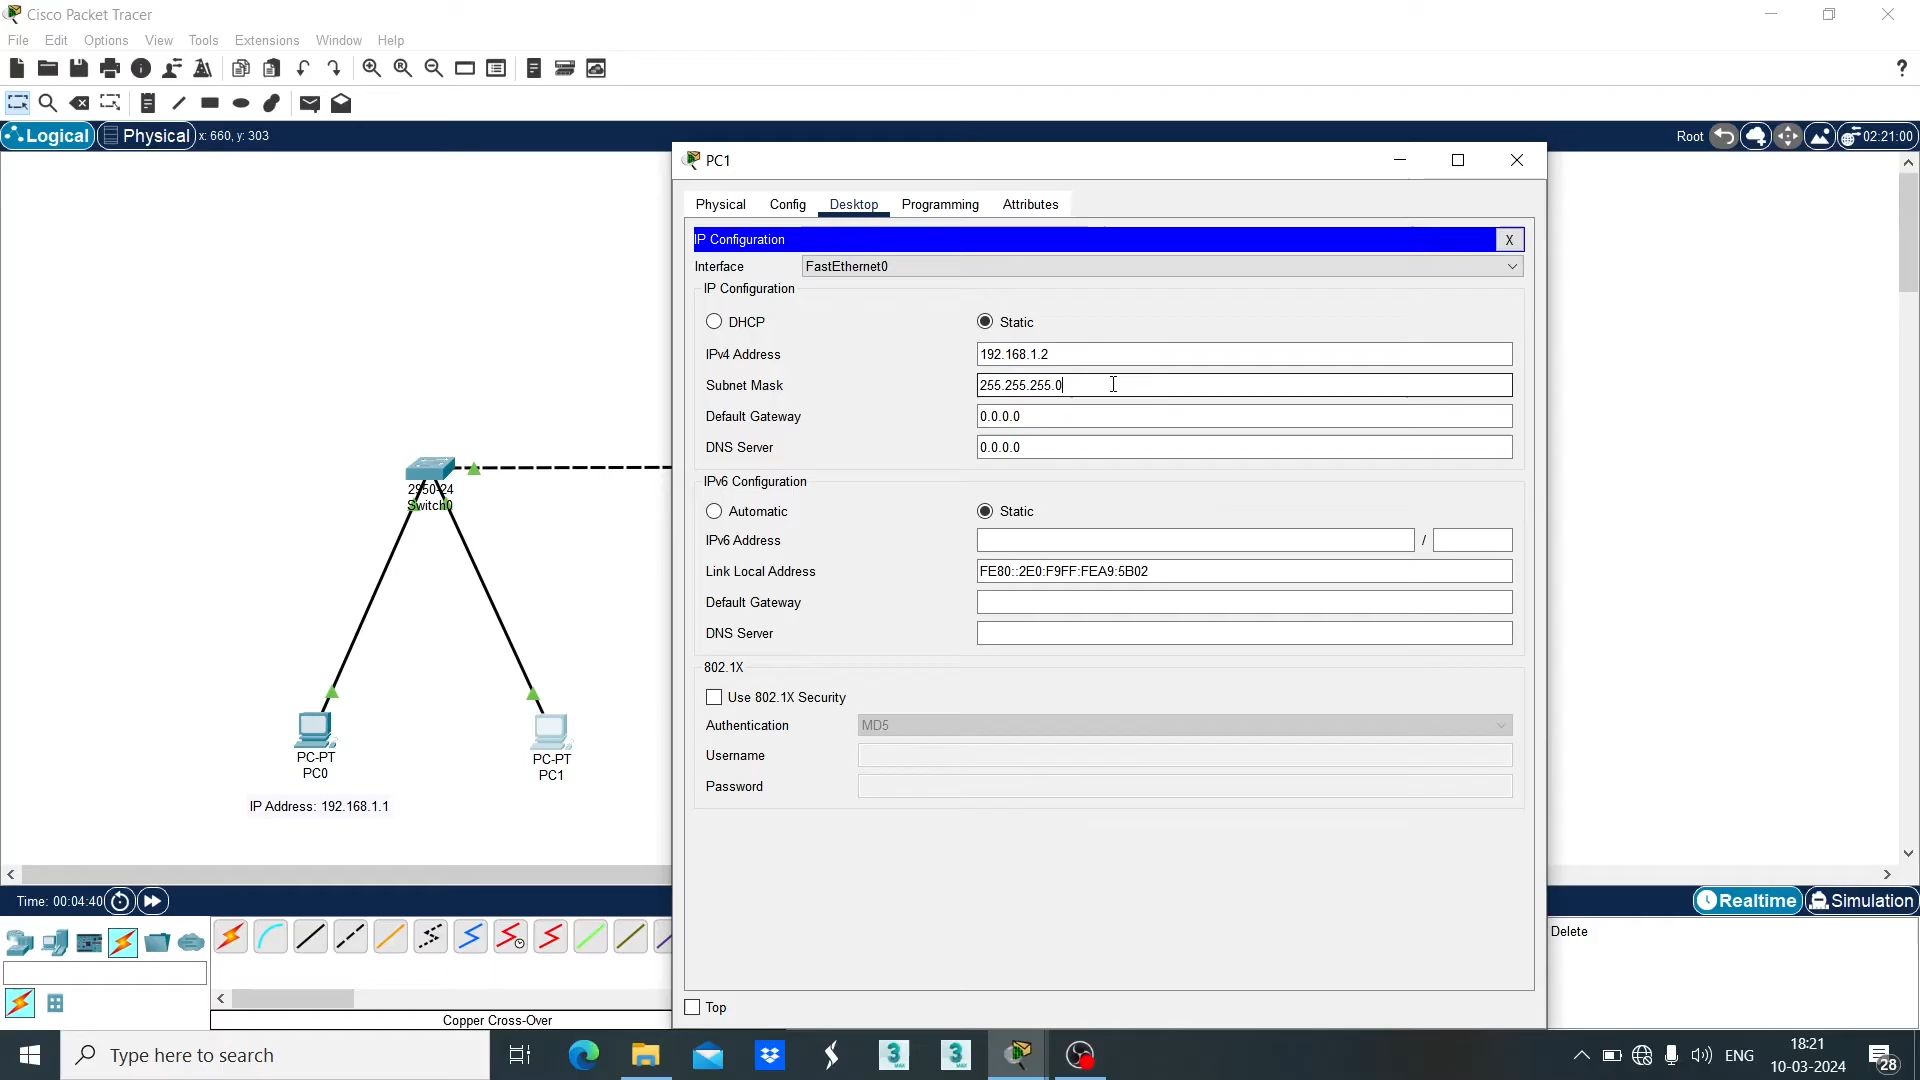 Cisco Packet Tracer
File Edit Options View Tools Extensions Window Help
?
Logical Physical x: 660, y: 303
Root 02:21:00
PC1
Physical Config Desktop Programming Attributes
IP Configuration X
Interface FastEthernet0
IP Configuration
DHCP Static
IPv4 Address 192.168.1.2
Subnet Mask 255.255.255.0
Default Gateway 0.0.0.0
DNS Server 0.0.0.0
IPv6 Configuration
Automatic Static
IPv6 Address /
Link Local Address FE80::2E0:F9FF:FEA9:5B02
Default Gateway
DNS Server
802.1X
Use 802.1X Security
Authentication MD5
Username
Password
Top
2950-24
Switch0
PC-PT
PC0
PC-PT
PC1
IP Address: 192.168.1.1
Time: 00:04:40
Realtime Simulation
Delete
Copper Cross-Over
Type here to search
3
MAX
3
MAX
ENG
18:21
10-03-2024
28